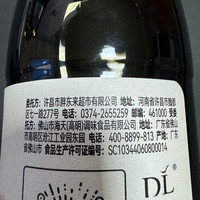 委托方：许昌市胖东来超市有限公司 地址：河南省许昌市魏都
区七一路277号 电话：0374-2655259 邮编：461000 受委
托方：佛山市海天(高明)调味食品有限公司 地址：广东省佛山
市高明区沧江工业园东园 电话：400-8899-813 产地：广东
省佛山市 食品生产许可证编号：SC10344060800014
DL®